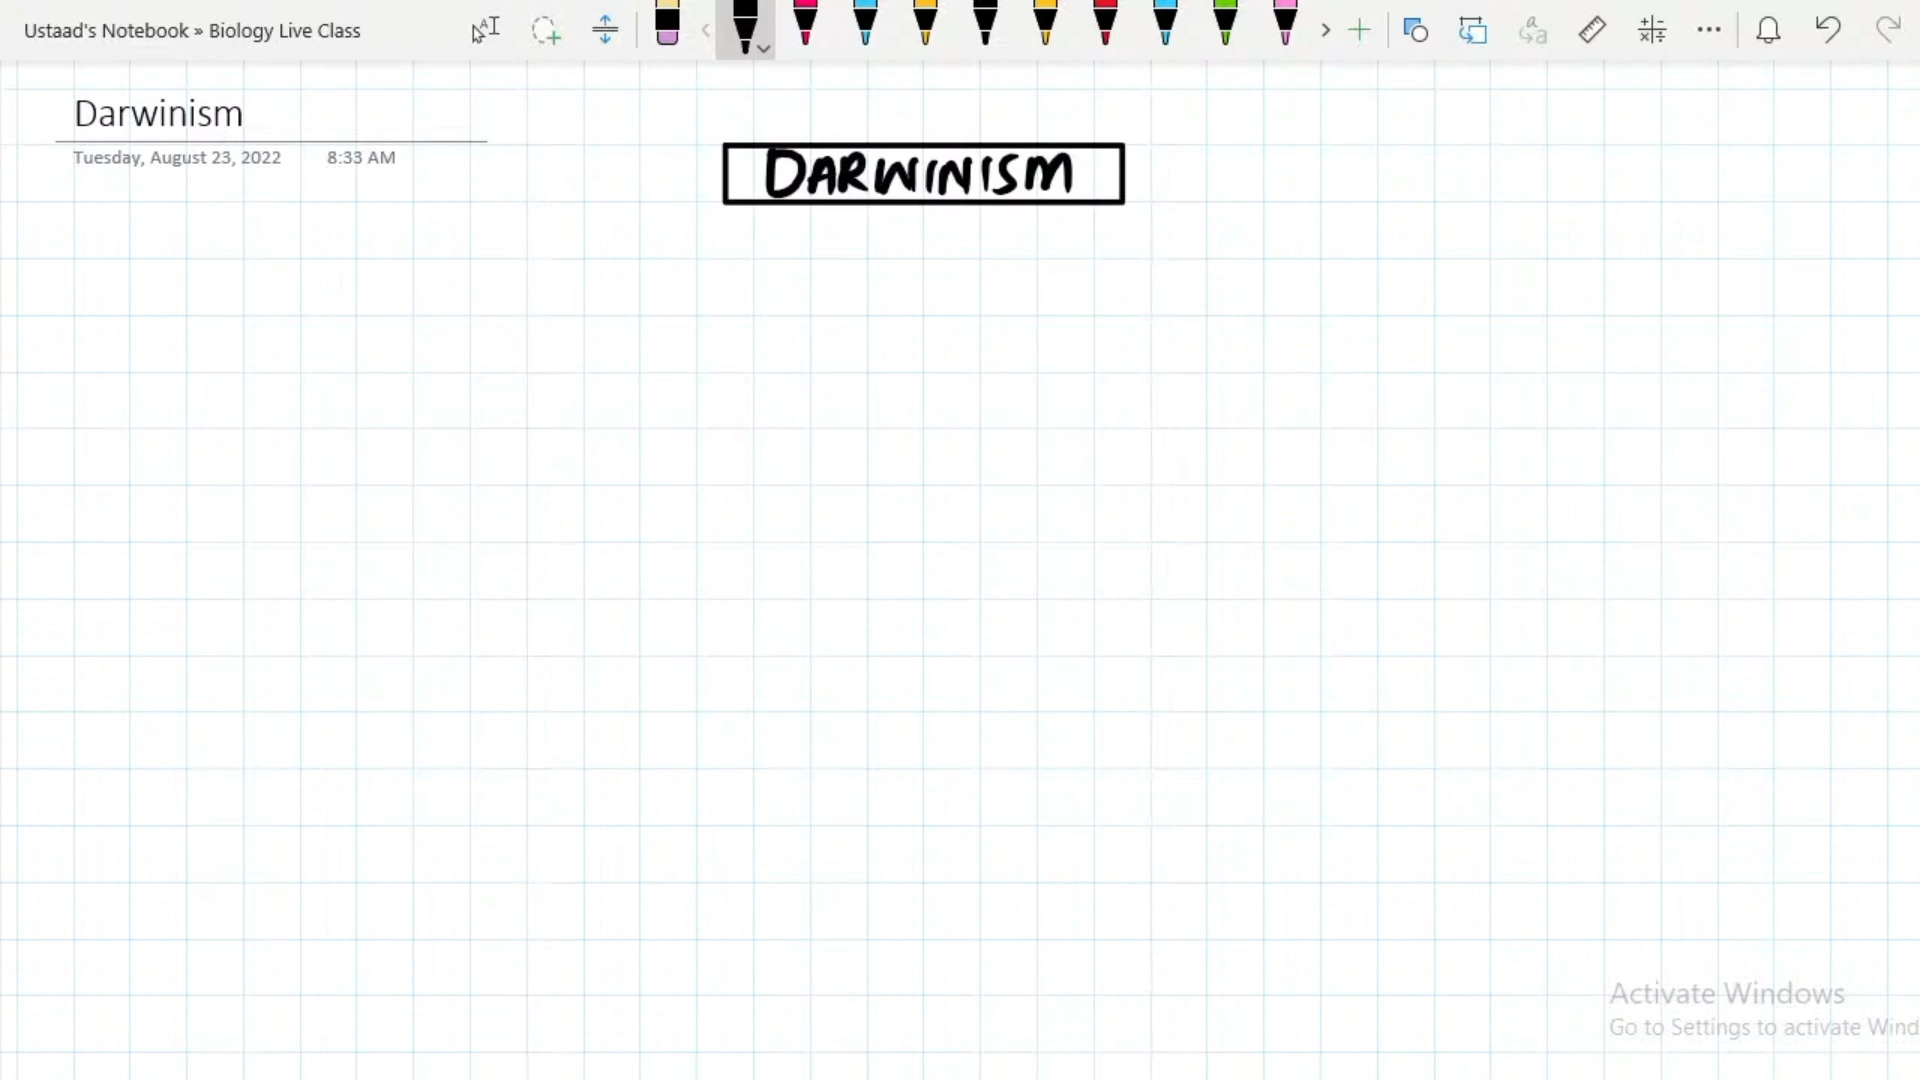 Ustaad's Notebook » Biology Live Class
Darwinism
Tuesday, August 23, 2022 8:33 AM
DARWINISM
Activate Windows
Go to Settings to activate Wind